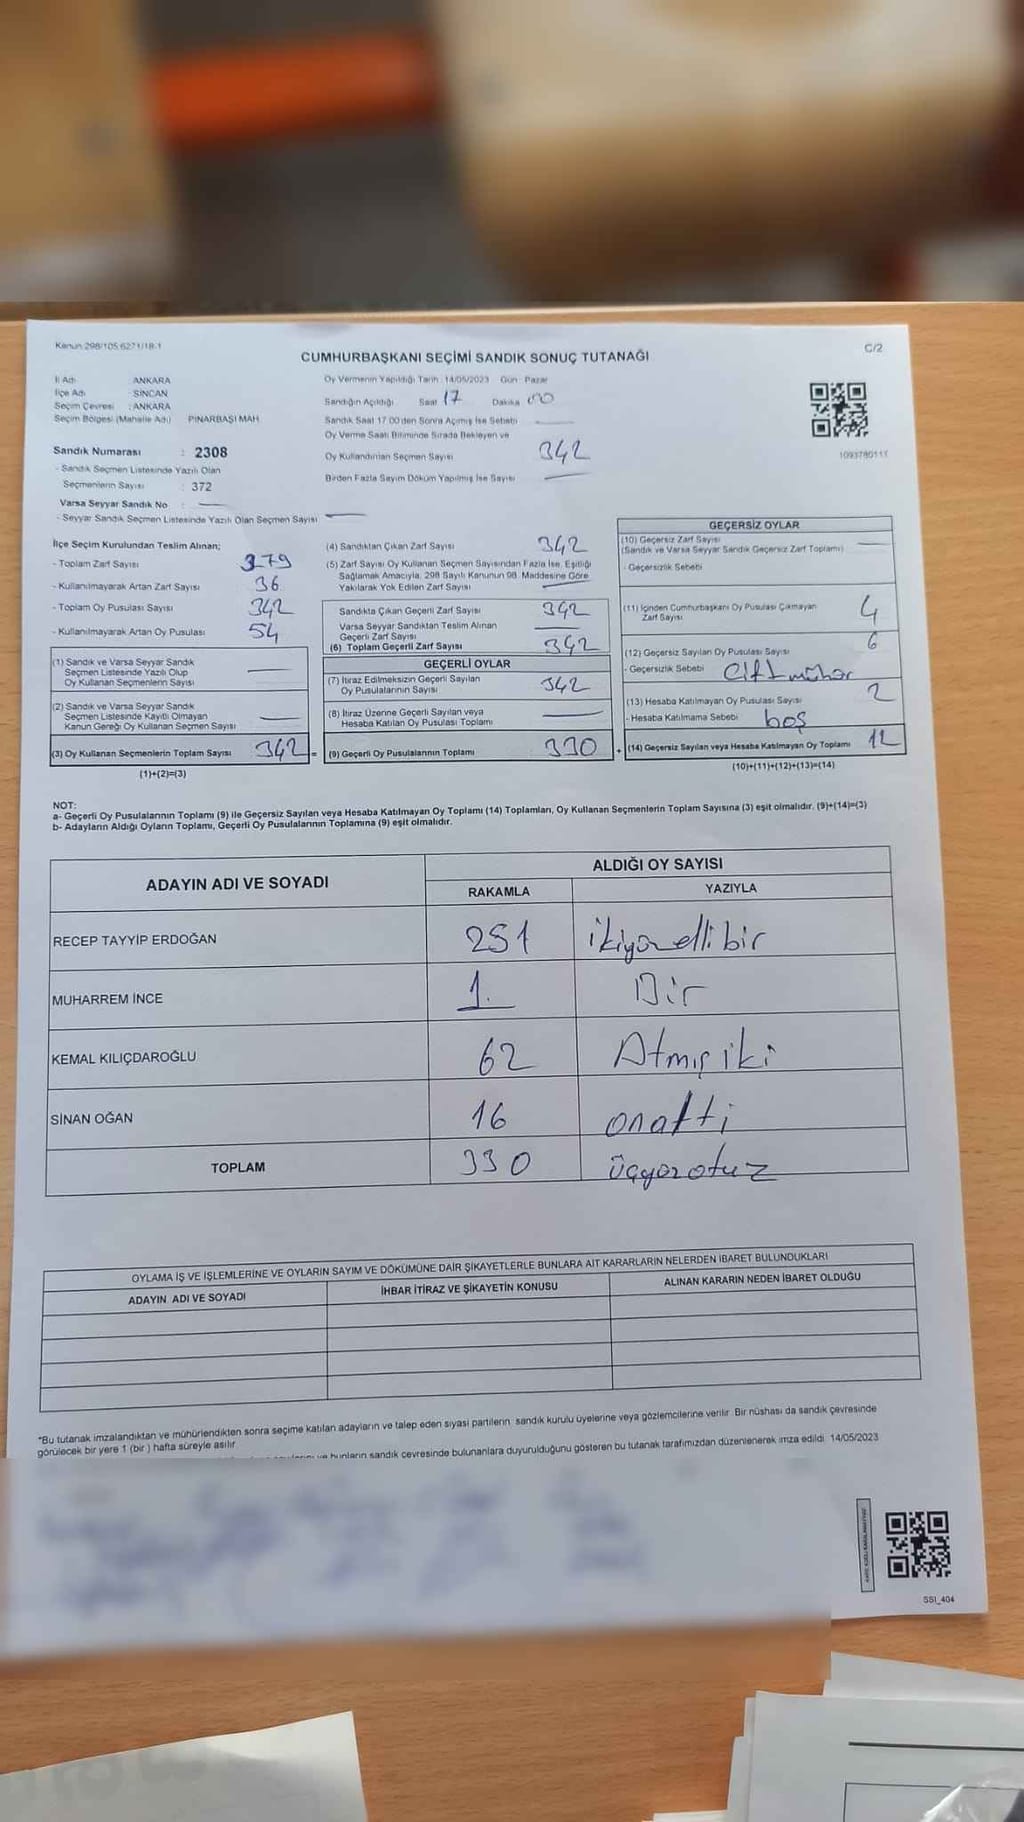 Kanun 298/105 6271/18-1
C/2
CUMHURBAŞKANI SEÇİMİ SANDIK SONUÇ TUTANAĞI
İl Adı : ANKARA
İlçe Adı : SİNCAN
Seçim Çevresi : ANKARA
Seçim Bölgesi (Mahalle Adı) PINARBAŞI MAH
Oy Vermenin Yapıldığı Tarih : 14/05/2023 Gün : Pazar
Sandığın Açıldığı Saat 17 Dakika 00
Sandık Saat 17 00'den Sonra Açımış İse Sebebi
Oy Verme Saati Bitiminde Sırada Bekleyen ve
Oy Kullandırılan Seçmen Sayısı 342
Birden Fazla Sayım Döküm Yapılmış İse Sayısı
Sandık Numarası : 2308
- Sandık Seçmen Listesinde Yazılı Olan
Seçmenlerin Sayısı : 372
Varsa Seyyar Sandık No :
- Seyyar Sandık Seçmen Listesinde Yazılı Olan Seçmen Sayısı
İlçe Seçim Kurulundan Teslim Alınan;
- Toplam Zarf Sayısı 379
- Kullanılmayarak Artan Zarf Sayısı 36
- Toplam Oy Pusulası Sayısı 342
- Kullanılmayarak Artan Oy Pusulası 54
(1) Sandık ve Varsa Seyyar Sandık
Seçmen Listesinde Yazılı Olup
Oy Kullanan Seçmenlerin Sayısı
(2) Sandık ve Varsa Seyyar Sandık
Seçmen Listesinde Kayıtlı Olmayan
Kanun Gereği Oy Kullanan Seçmen Sayısı
(3) Oy Kullanan Seçmenlerin Toplam Sayısı 342 =
(1)+(2)=(3)
(4) Sandıktan Çıkan Zarf Sayısı 342
(5) Zarf Sayısı Oy Kullanan Seçmen Sayısından Fazla İse, Eşitliği
Sağlamak Amacıyla, 298 Sayılı Kanunun 98. Maddesine Göre
Yakılarak Yok Edilen Zarf Sayısı
Sandıkta Çıkan Geçerli Zarf Sayısı 342
Varsa Seyyar Sandıktan Teslim Alınan
Geçerli Zarf Sayısı
(6) Toplam Geçerli Zarf Sayısı 342
GEÇERLİ OYLAR
(7) İtiraz Edilmeksizin Geçerli Sayılan
Oy Pusulalarının Sayısı 342
(8) İtiraz Üzerine Geçerli Sayılan veya
Hesaba Katılan Oy Pusulası Toplamı
(9) Geçerli Oy Pusulalarının Toplamı 330 +
GEÇERSİZ OYLAR
(10) Geçersiz Zarf Sayısı
(Sandık ve Varsa Seyyar Sandık Geçersiz Zarf Toplamı)
- Geçersizlik Sebebi
(11) İçinden Cumhurbaşkanı Oy Pusulası Çıkmayan
Zarf Sayısı 4
(12) Geçersiz Sayılan Oy Pusulası Sayısı 6
- Geçersizlik Sebebi Çift mühür
(13) Hesaba Katılmayan Oy Pusulası Sayısı 2
- Hesaba Katılmama Sebebi boş
(14) Geçersiz Sayılan veya Hesaba Katılmayan Oy Toplamı 12
(10)+(11)+(12)+(13)=(14)
NOT:
a- Geçerli Oy Pusulalarının Toplamı (9) ile Geçersiz Sayılan veya Hesaba Katılmayan Oy Toplamı (14) Toplamları, Oy Kullanan Seçmenlerin Toplam Sayısına (3) eşit olmalıdır. (9)+(14)=(3)
b- Adayların Aldığı Oyların Toplamı, Geçerli Oy Pusulalarının Toplamına (9) eşit olmalıdır.
ADAYIN ADI VE SOYADI ALDIĞI OY SAYISI
RAKAMLA YAZIYLA
RECEP TAYYİP ERDOĞAN 251 ikiyüzellibir
MUHARREM İNCE 1. Bir
KEMAL KILIÇDAROĞLU 62 Atmış iki
SİNAN OĞAN 16 onaltı
TOPLAM 330 üçyüzotuz
OYLAMA İŞ VE İŞLEMLERİNE VE OYLARIN SAYIM VE DÖKÜMÜNE DAİR ŞİKAYETLERLE BUNLARA AİT KARARLARIN NELERDEN İBARET BULUNDUKLARI
ADAYIN ADI VE SOYADI İHBAR İTİRAZ VE ŞİKAYETİN KONUSU ALINAN KARARIN NEDEN İBARET OLDUĞU
*Bu tutanak imzalandıktan ve mühürlendikten sonra seçime katılan adayların ve talep eden siyasi partilerin sandık kurulu üyelerine veya gözlemcilerine verilir. Bir nüshası da sandık çevresinde
görülecek bir yere 1 (bir ) hafta süreyle asılır.
ve bunların sandık çevresinde bulunanlara duyurulduğunu gösteren bu tutanak tarafımızdan düzenlenerek imza edildi. 14/05/2023
SS1_404